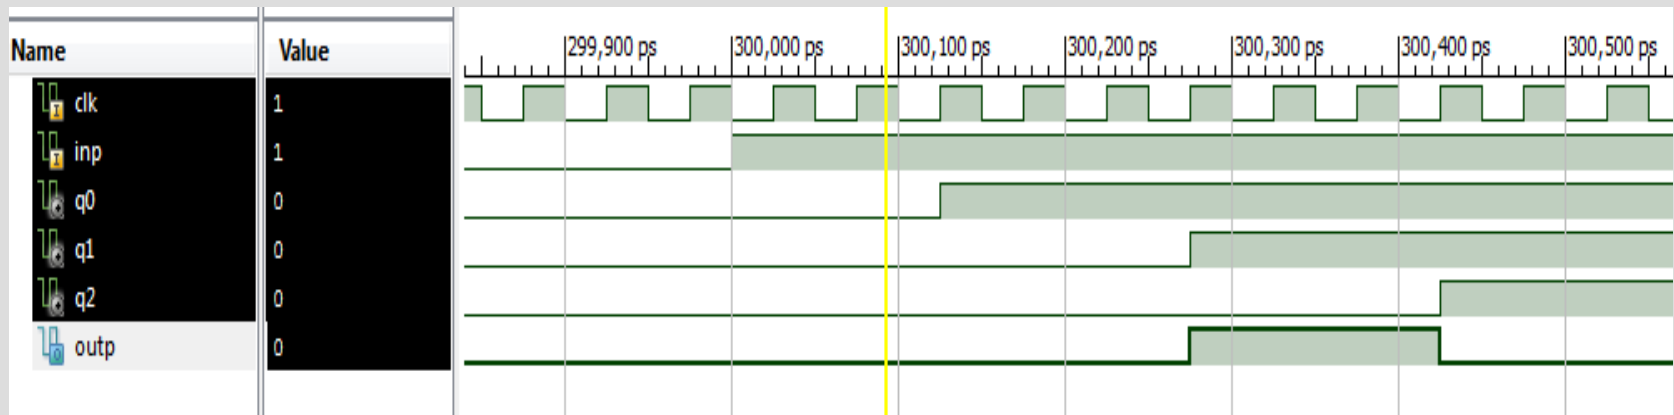 Name Value 299,900 ps 300,000 ps 300,100 ps 300,200 ps 300,300 ps 300,400 ps 300,500 ps
clk 1
inp 1
q0 0
q1 0
q2 0
outp 0